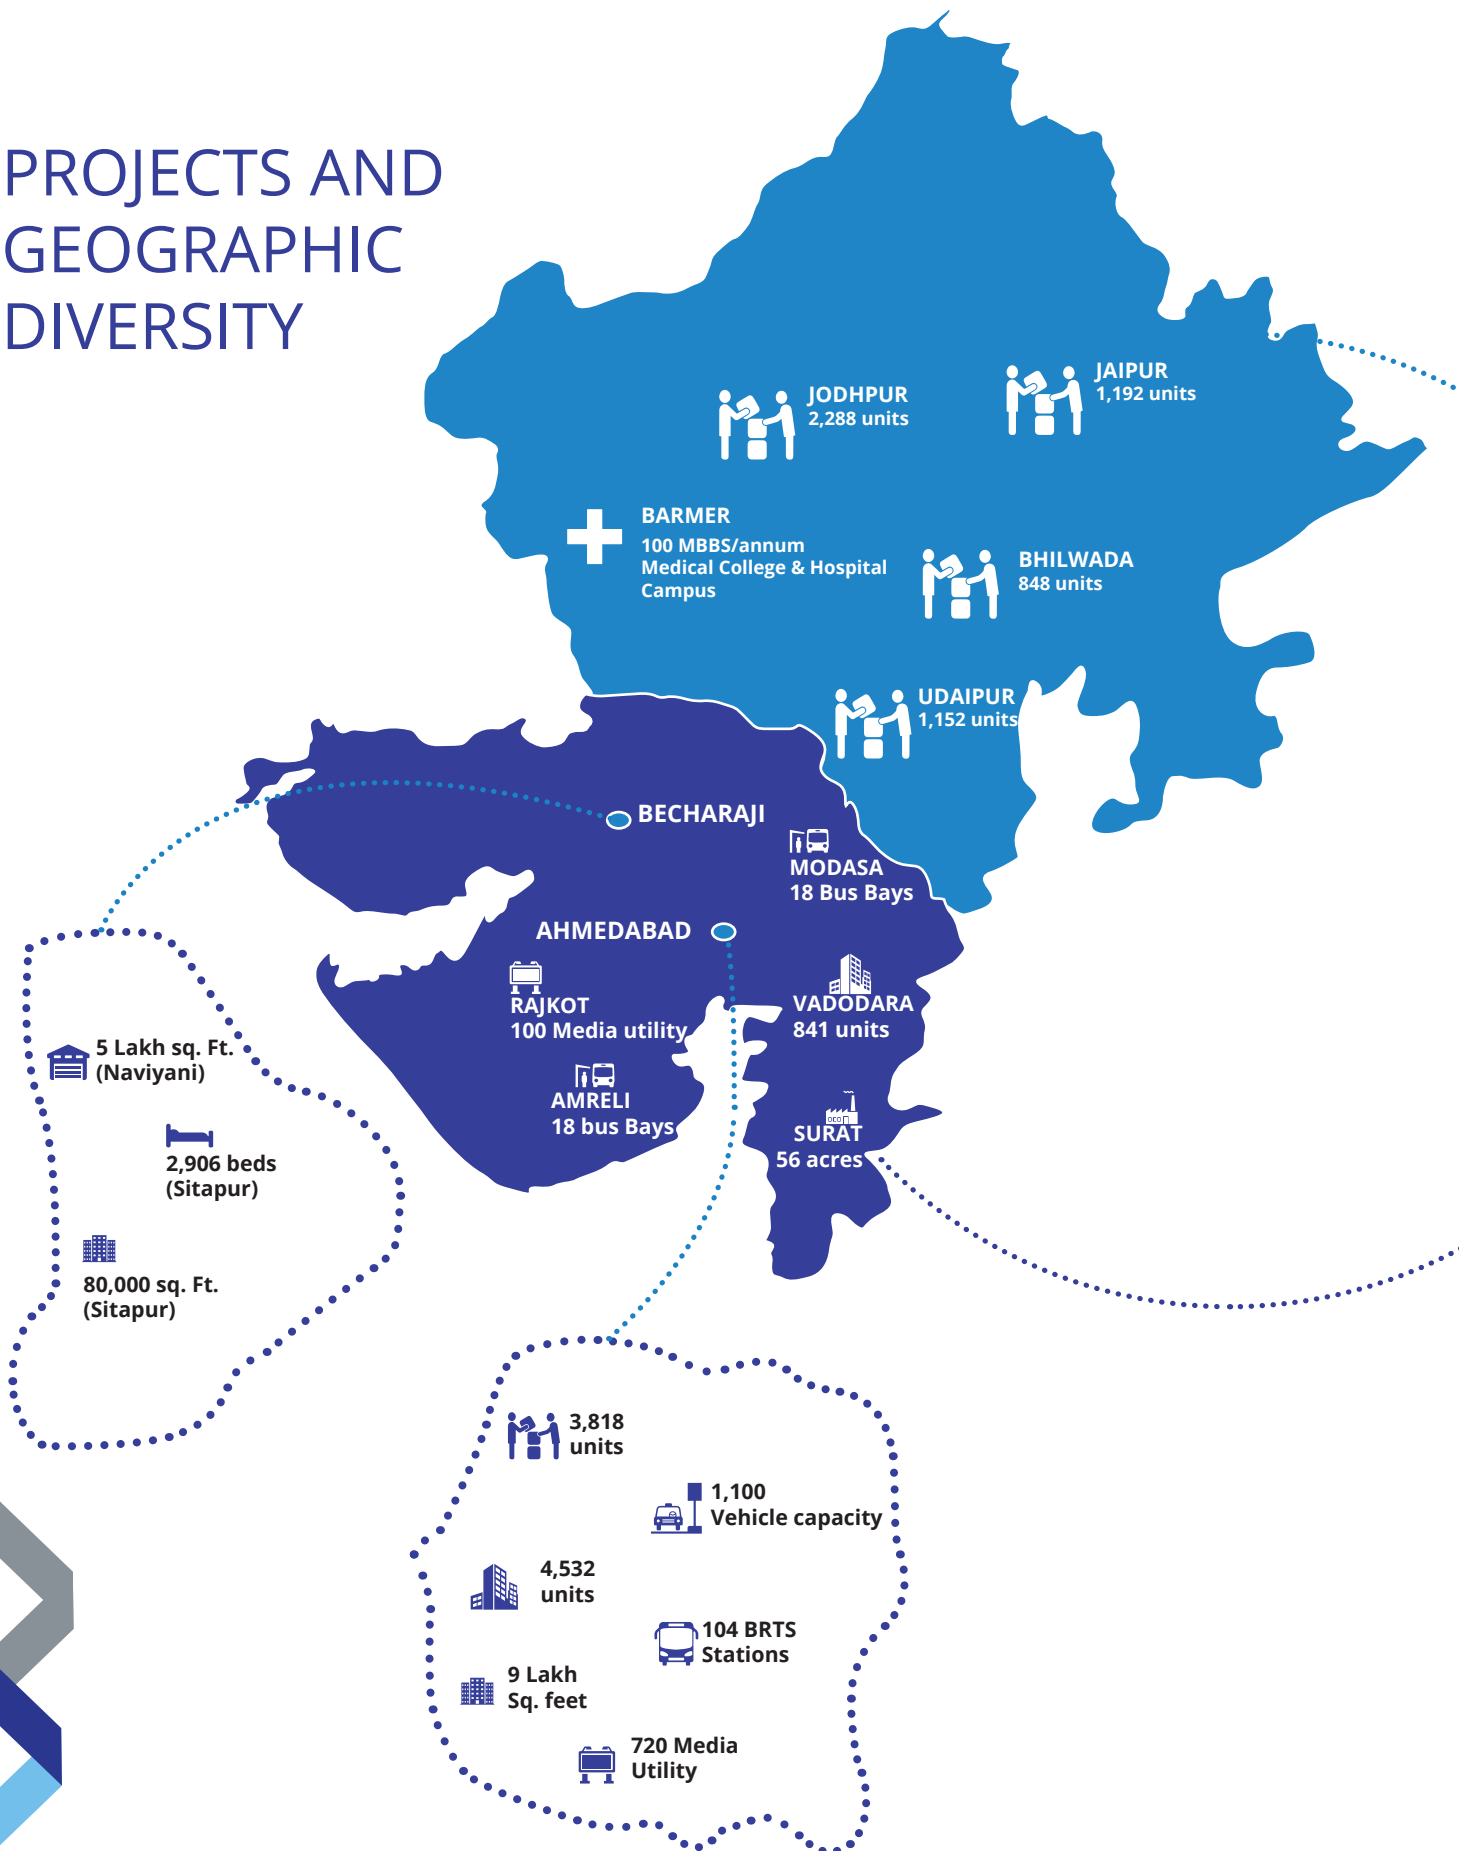 PROJECTS AND
GEOGRAPHIC
DIVERSITY
JODHPUR
2,288 units
JAIPUR
1,192 units
BARMER
100 MBBS/annum
Medical College & Hospital
Campus
BHILWADA
848 units
UDAIPUR
1,152 units
BECHARAJI
MODASA
18 Bus Bays
AHMEDABAD
RAJKOT
100 Media utility
VADODARA
841 units
AMRELI
18 bus Bays
SURAT
56 acres
5 Lakh sq. Ft.
(Naviyani)
2,906 beds
(Sitapur)
80,000 sq. Ft.
(Sitapur)
3,818
units
1,100
Vehicle capacity
4,532
units
104 BRTS
Stations
9 Lakh
Sq. feet
720 Media
Utility